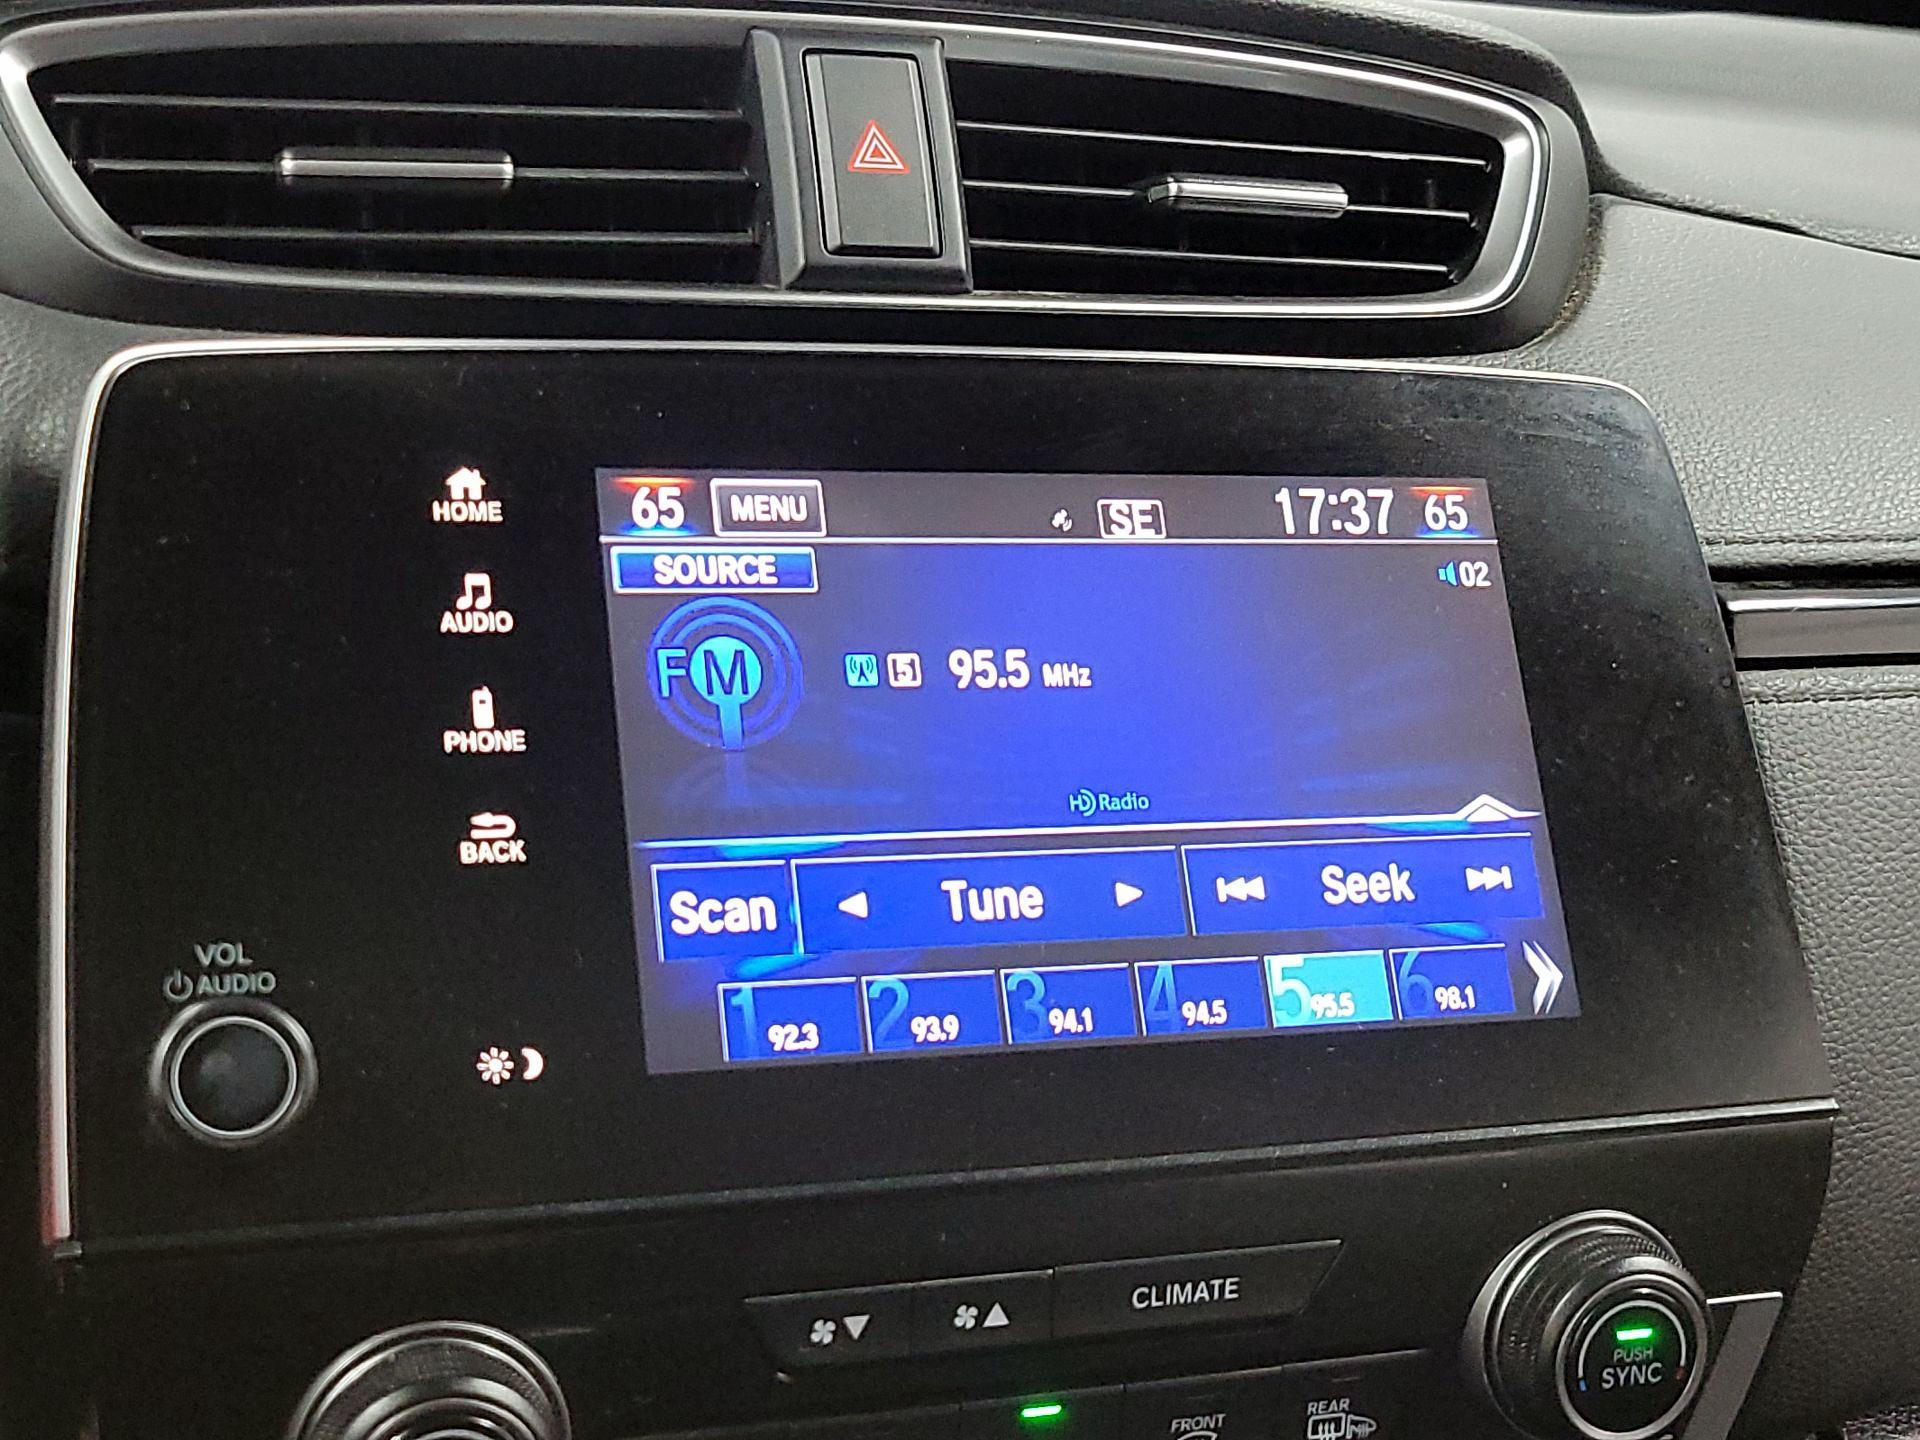 HOME
AUDIO
PHONE
BACK
VOL
AUDIO
65 MENU SE 17:37 65
SOURCE 02
FM 5 95.5 MHz
HD Radio
Scan Tune Seek
1 92.3 2 93.9 3 94.1 4 94.5 5 95.5 6 98.1
CLIMATE
PUSH
SYNC
FRONT
REAR